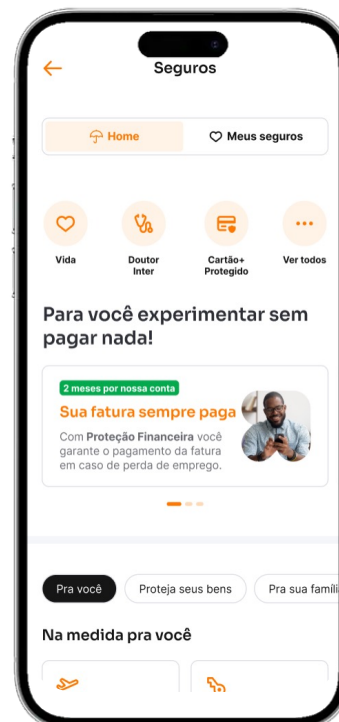 Seguros
Home
Meus seguros
Vida
Doutor
Inter
Cartão+
Protegido
Ver todos
Para você experimentar sem
pagar nada!
2 meses por nossa conta
Sua fatura sempre paga
Com Proteção Financeira você
garante o pagamento da fatura
em caso de perda de emprego.
Pra você
Proteja seus bens
Pra sua famíli
Na medida pra você